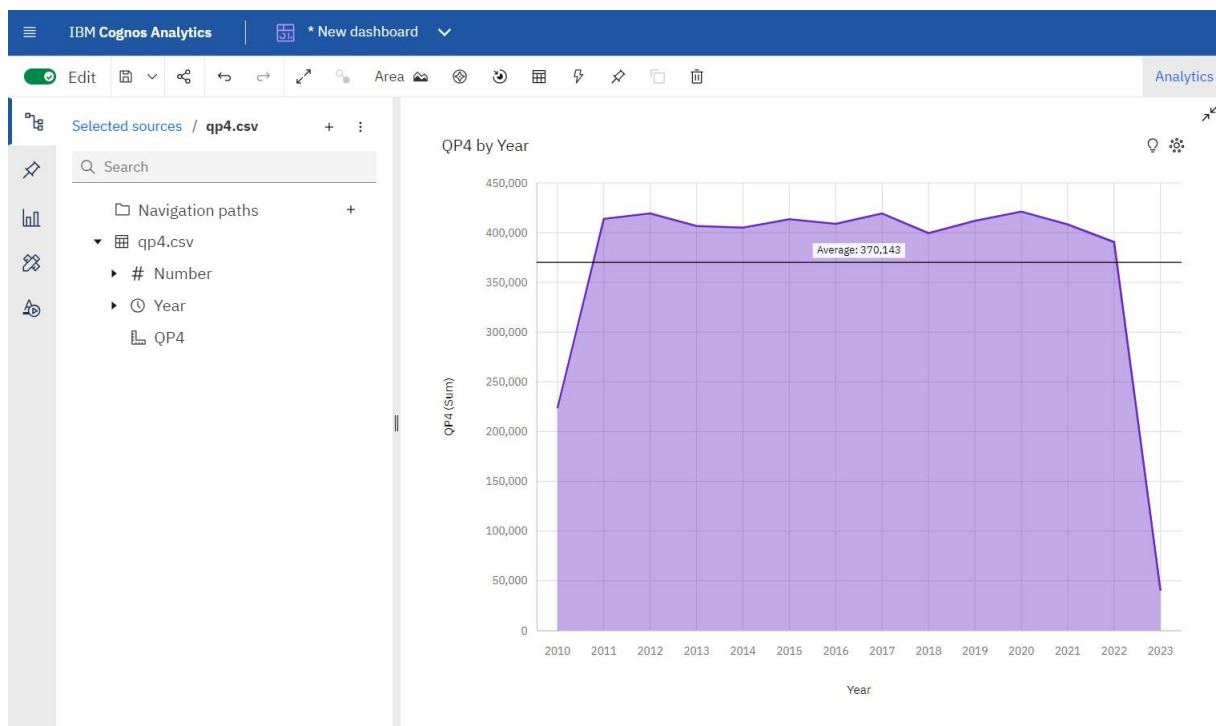 IBM Cognos Analytics
* New dashboard
Edit
Area
Analytics
Selected sources / qp4.csv
Search
Navigation paths
qp4.csv
# Number
Year
QP4
QP4 by Year
450,000
400,000
350,000
300,000
250,000
200,000
150,000
100,000
50,000
0
QP4 (Sum)
Average: 370,143
2010 2011 2012 2013 2014 2015 2016 2017 2018 2019 2020 2021 2022 2023
Year